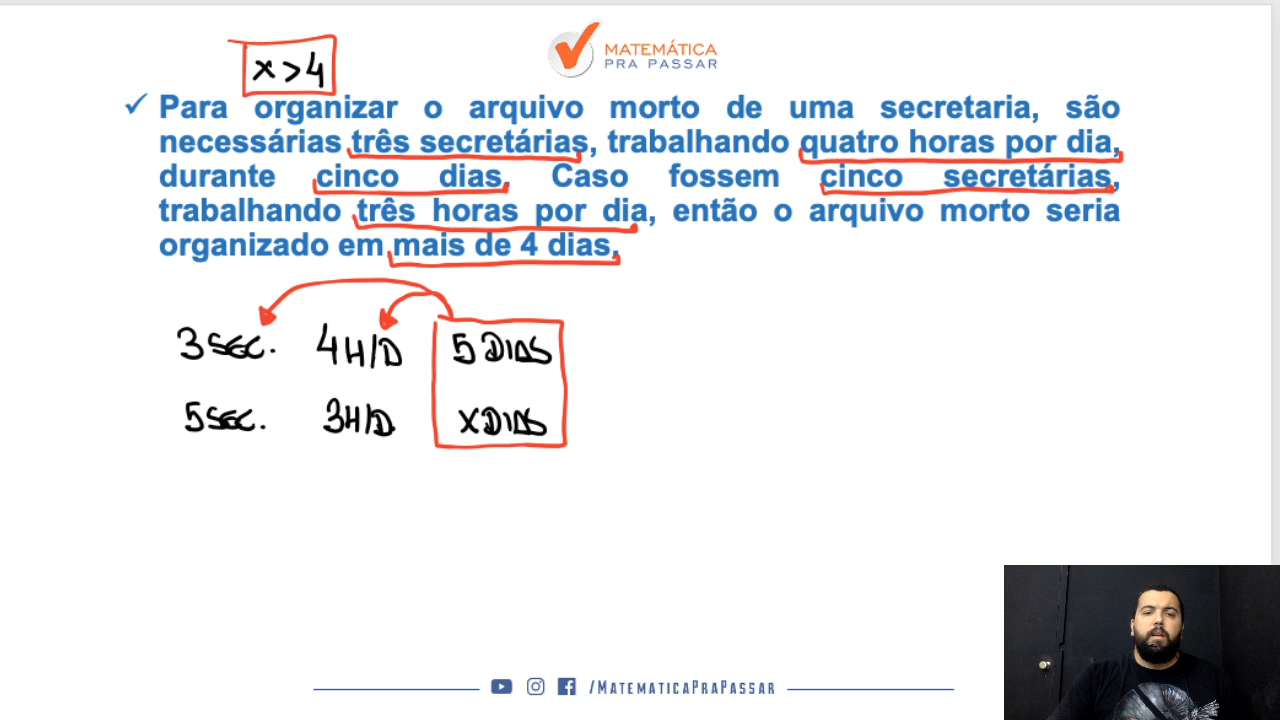 x > 4
MATEMÁTICA
PRA PASSAR
✓ Para organizar o arquivo morto de uma secretaria, são
necessárias três secretárias, trabalhando quatro horas por dia,
durante cinco dias. Caso fossem cinco secretárias,
trabalhando três horas por dia, então o arquivo morto seria
organizado em mais de 4 dias.
3 SEC. 4 H/D 5 DIAS
5 SEC. 3 H/D X DIAS
/MATEMATICAPRAPASSAR